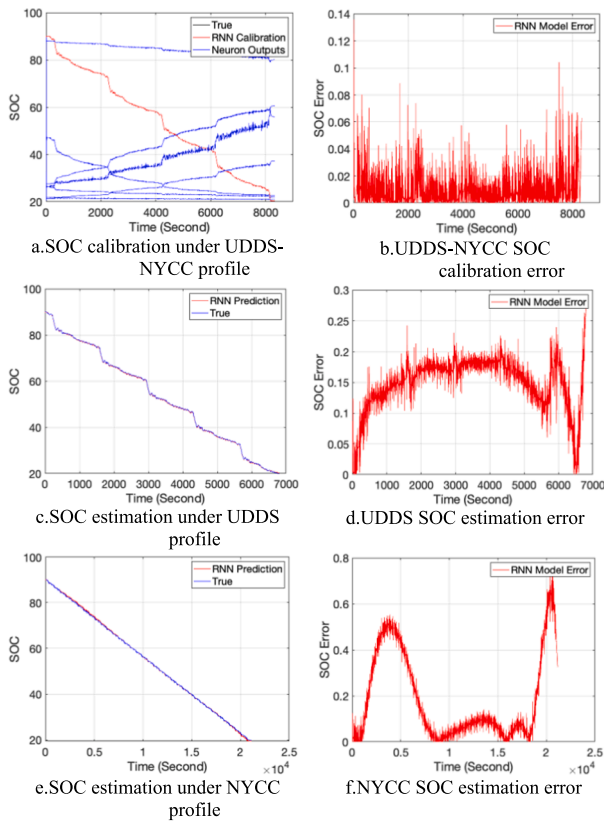 100
80
60
40
20
SOC
True
RNN Calibration
Neuron Outputs
0 2000 4000 6000 8000
Time (Second)
a.SOC calibration under UDDS-
NYCC profile
0.14
0.12
0.1
0.08
0.06
0.04
0.02
0
SOC Error
RNN Model Error
0 2000 4000 6000 8000
Time (Second)
b.UDDS-NYCC SOC
calibration error
100
80
60
40
20
SOC
RNN Prediction
True
0 1000 2000 3000 4000 5000 6000 7000
Time (Second)
c.SOC estimation under UDDS
profile
0.3
0.25
0.2
0.15
0.1
0.05
0
SOC Error
RNN Model Error
0 1000 2000 3000 4000 5000 6000 7000
Time (Second)
d.UDDS SOC estimation error
100
80
60
40
20
SOC
RNN Prediction
True
0 0.5 1 1.5 2 2.5
Time (Second)
×10⁴
e.SOC estimation under NYCC
profile
0.8
0.6
0.4
0.2
0
SOC Error
RNN Model Error
0 0.5 1 1.5 2 2.5
Time (Second)
×10⁴
f.NYCC SOC estimation error